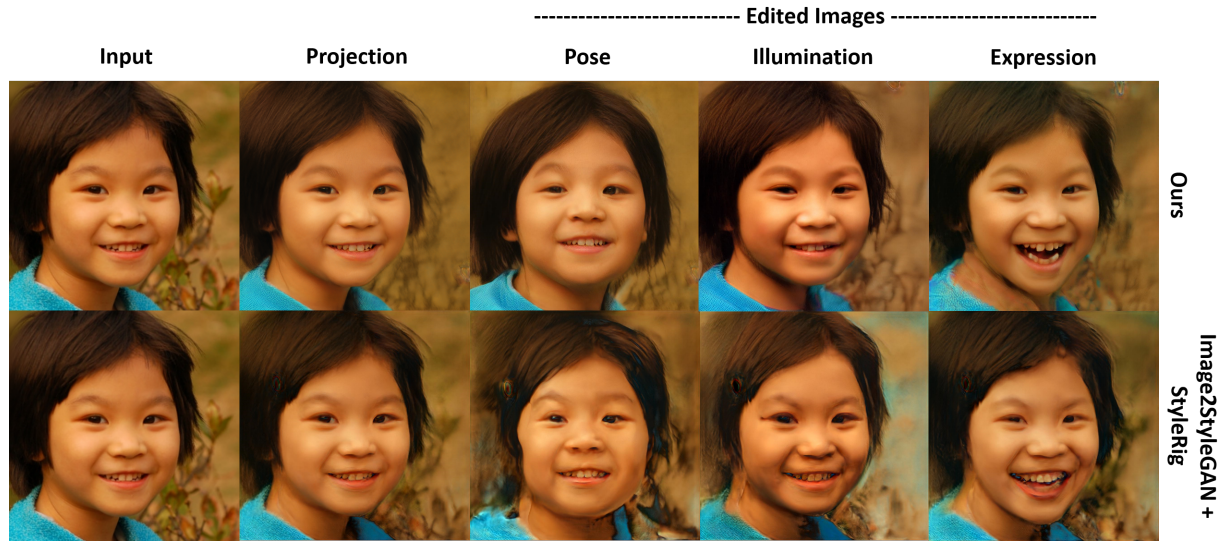 -------------------------- Edited Images --------------------------
Input Projection Pose Illumination Expression
Ours
Image2StyleGAN +
StyleRig